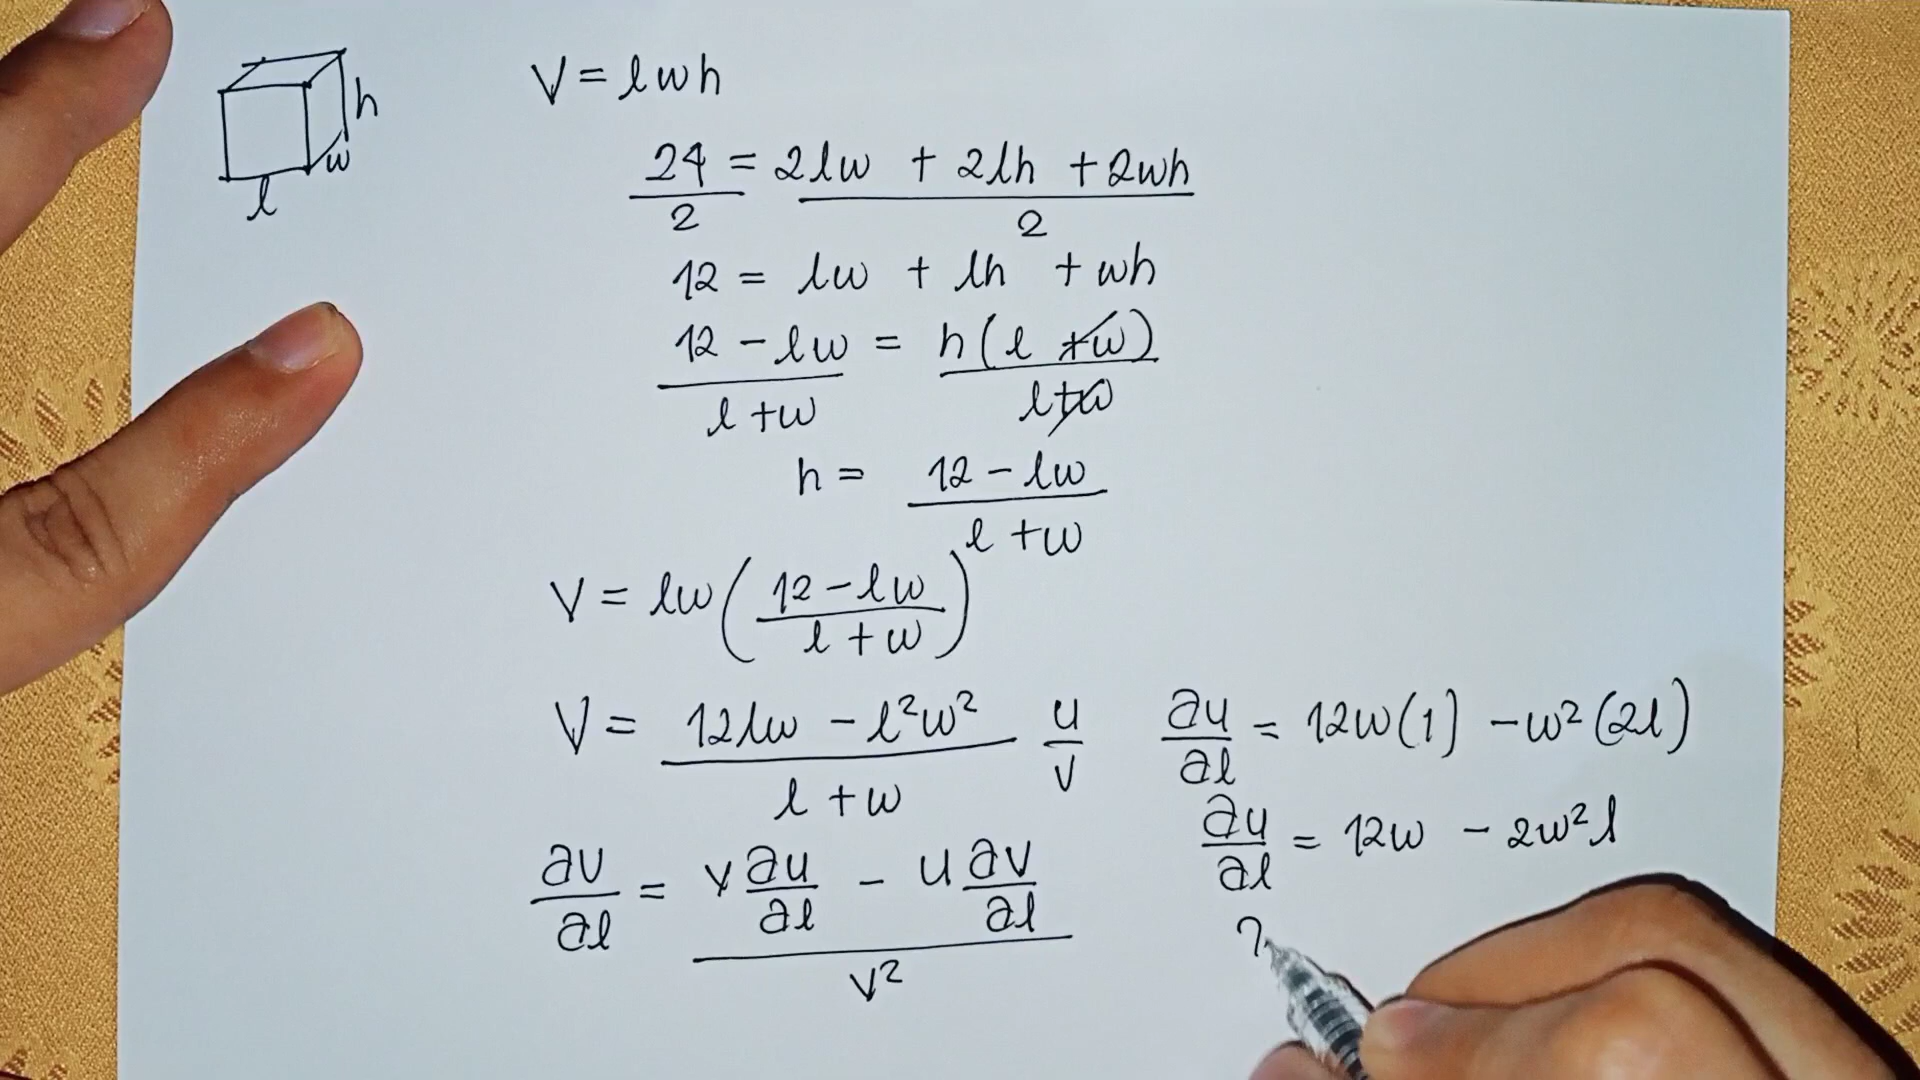 h
w
l
V = lwh
24 = 2lw + 2lh + 2wh
2 2
12 = lw + lh + wh
12 - lw = h(l + w)
l + w l + w
h = 12 - lw
l + w
V = lw(12 - lw)
l + w
V = 12lw - l²w² u
l + w v
∂V = v∂u - u∂v
∂l ∂l ∂l
v²
∂u = 12w(1) - w²(2l)
∂l
∂u = 12w - 2w²l
∂l